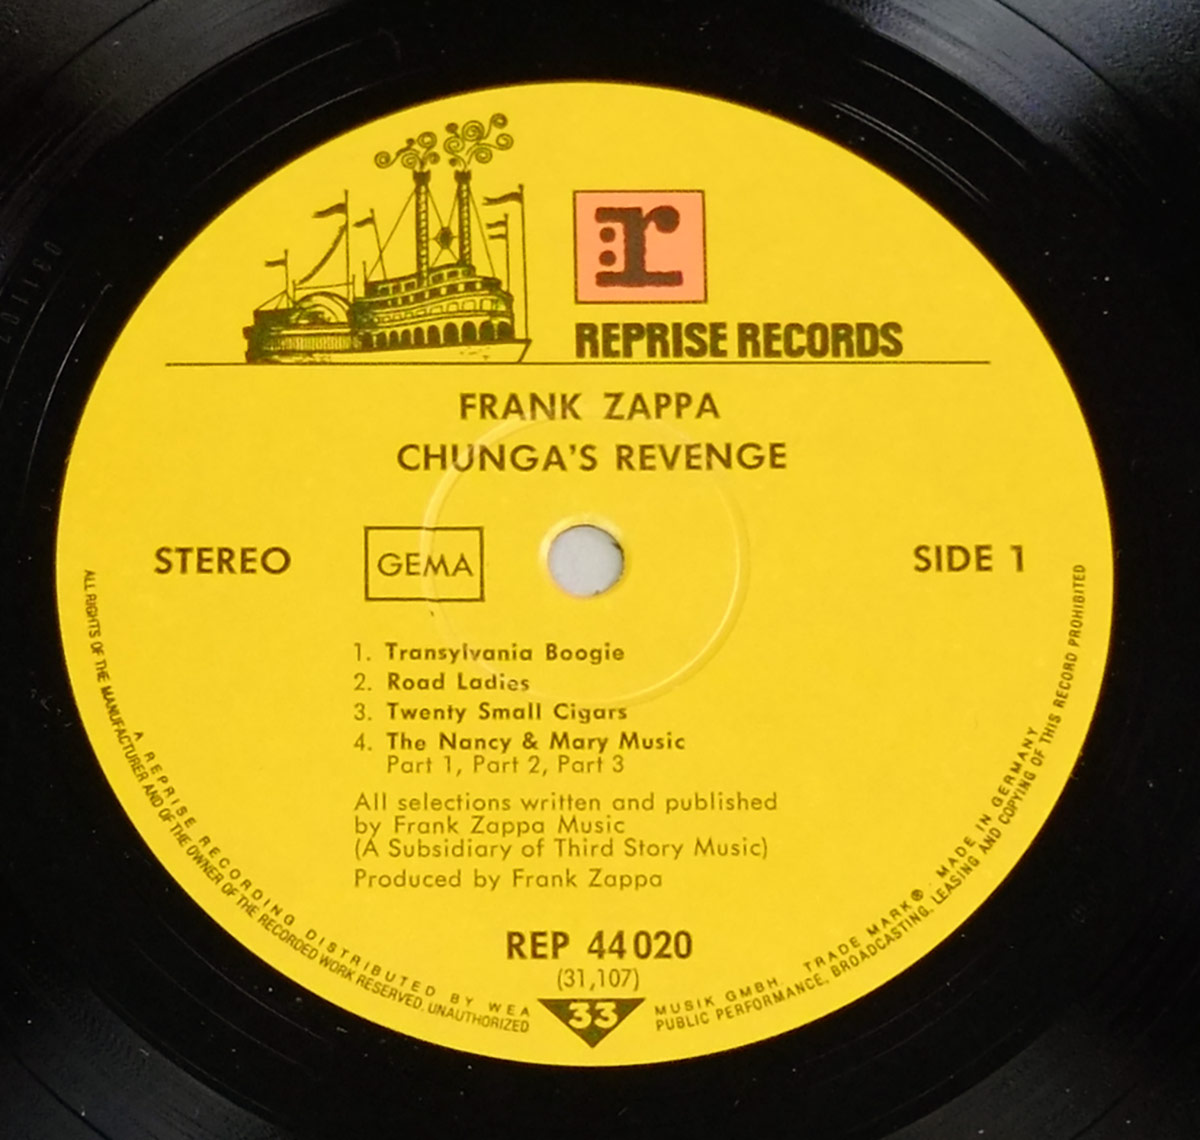 r:
REPRISE RECORDS
FRANK ZAPPA
CHUNGA'S REVENGE
STEREO
GEMA
SIDE 1
1. Transylvania Boogie
2. Road Ladies
3. Twenty Small Cigars
4. The Nancy & Mary Music
Part 1, Part 2, Part 3
All selections written and published
by Frank Zappa Music
(A Subsidiary of Third Story Music)
Produced by Frank Zappa
REP 44 020
(31,107)
33
A REPRISE RECORDING DISTRIBUTED BY WEA MUSIK GMBH TRADE MARK® · MADE IN GERMANY
ALL RIGHTS OF THE MANUFACTURER AND OF THE OWNER OF THE RECORDED WORK RESERVED. UNAUTHORIZED PUBLIC PERFORMANCE, BROADCASTING, LEASING AND COPYING OF THIS RECORD PROHIBITED